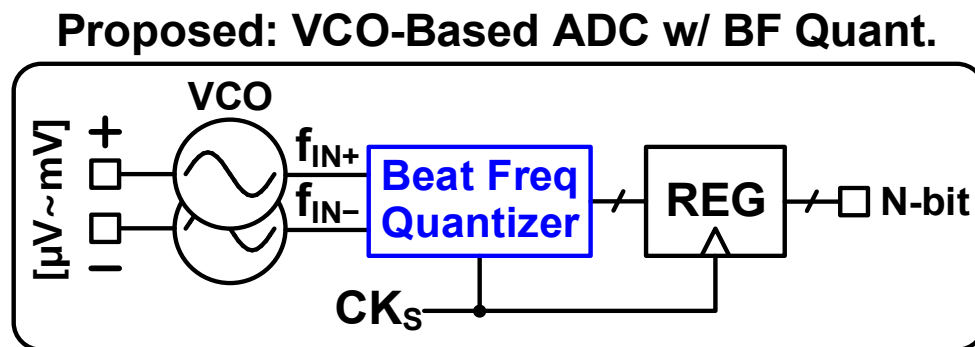 Proposed: VCO-Based ADC w/ BF Quant.
VCO
[µV~mV]
+
−
fIN+
fIN−
Beat Freq
Quantizer
REG
N-bit
CKS